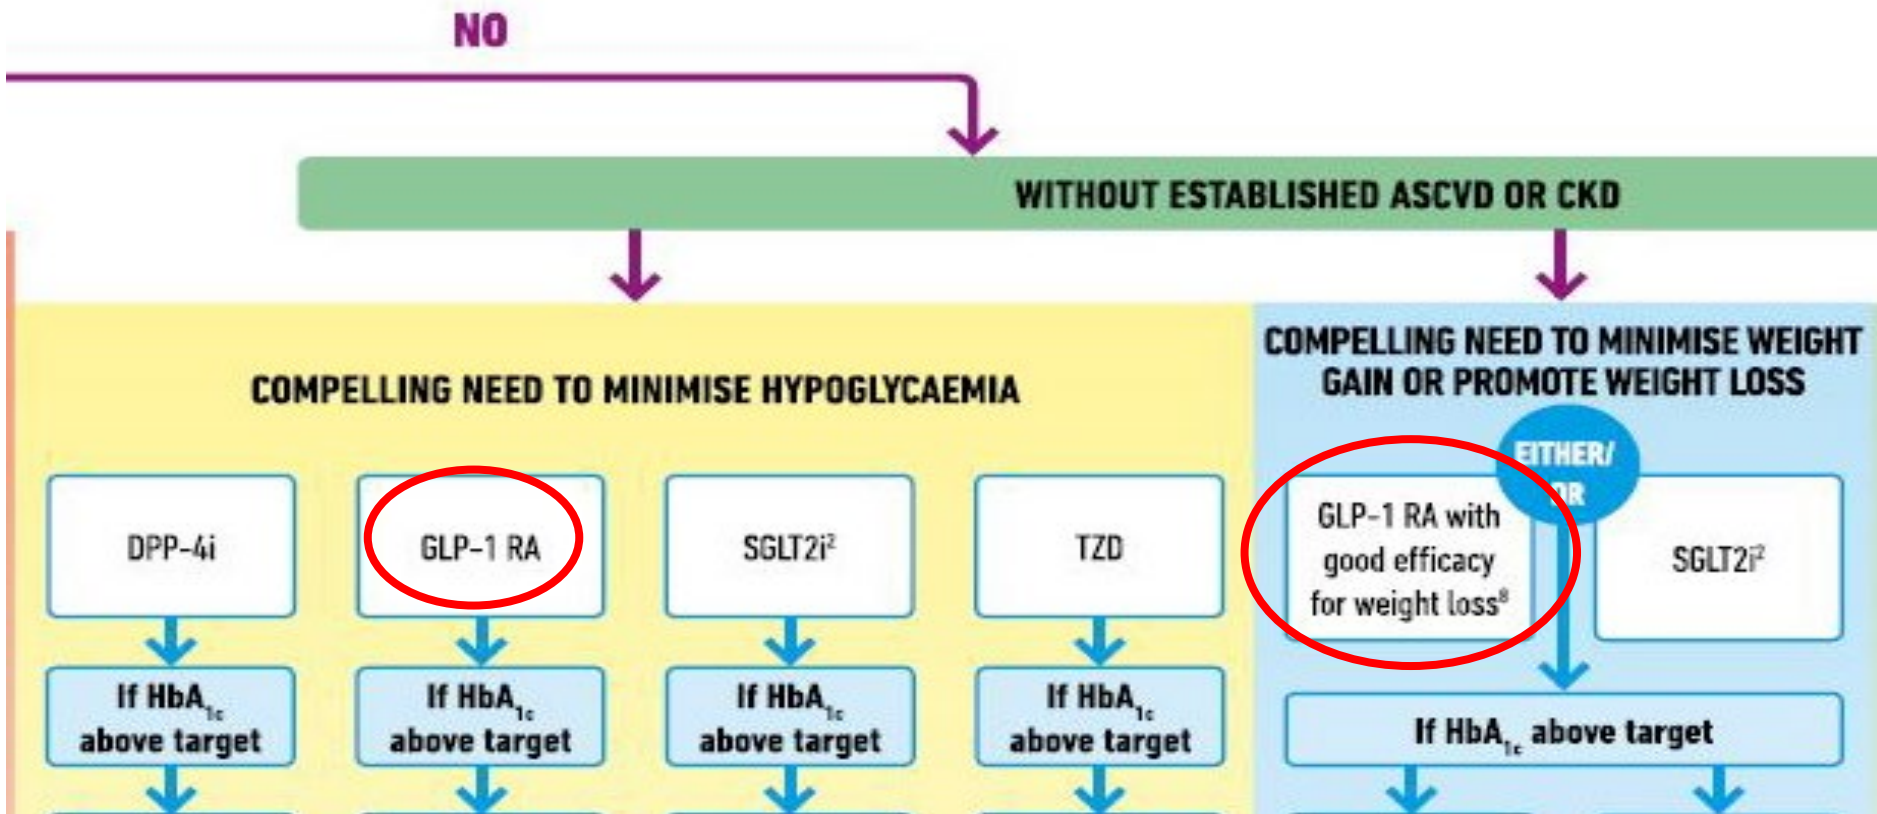 NO
WITHOUT ESTABLISHED ASCVD OR CKD
COMPELLING NEED TO MINIMISE HYPOGLYCAEMIA
COMPELLING NEED TO MINIMISE WEIGHT
GAIN OR PROMOTE WEIGHT LOSS
EITHER/
OR
DPP-4i
GLP-1 RA
SGLT2i²
TZD
GLP-1 RA with
good efficacy
for weight loss⁸
SGLT2i²
If HbA₁c
above target
If HbA₁c
above target
If HbA₁c
above target
If HbA₁c
above target
If HbA₁c above target